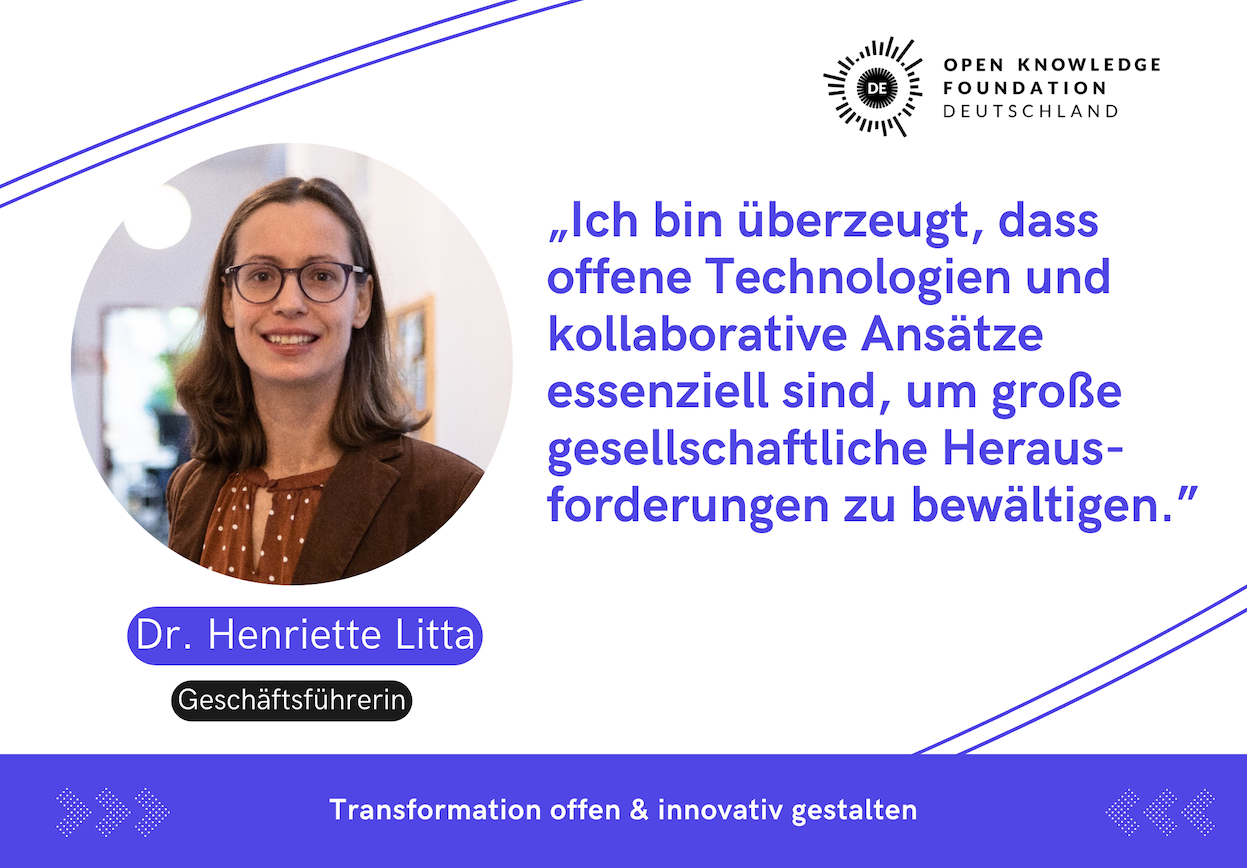 OPEN KNOWLEDGE
FOUNDATION
DEUTSCHLAND
DE
„Ich bin überzeugt, dass
offene Technologien und
kollaborative Ansätze
essenziell sind, um große
gesellschaftliche Heraus-
forderungen zu bewältigen.”
Dr. Henriette Litta
Geschäftsführerin
Transformation offen & innovativ gestalten